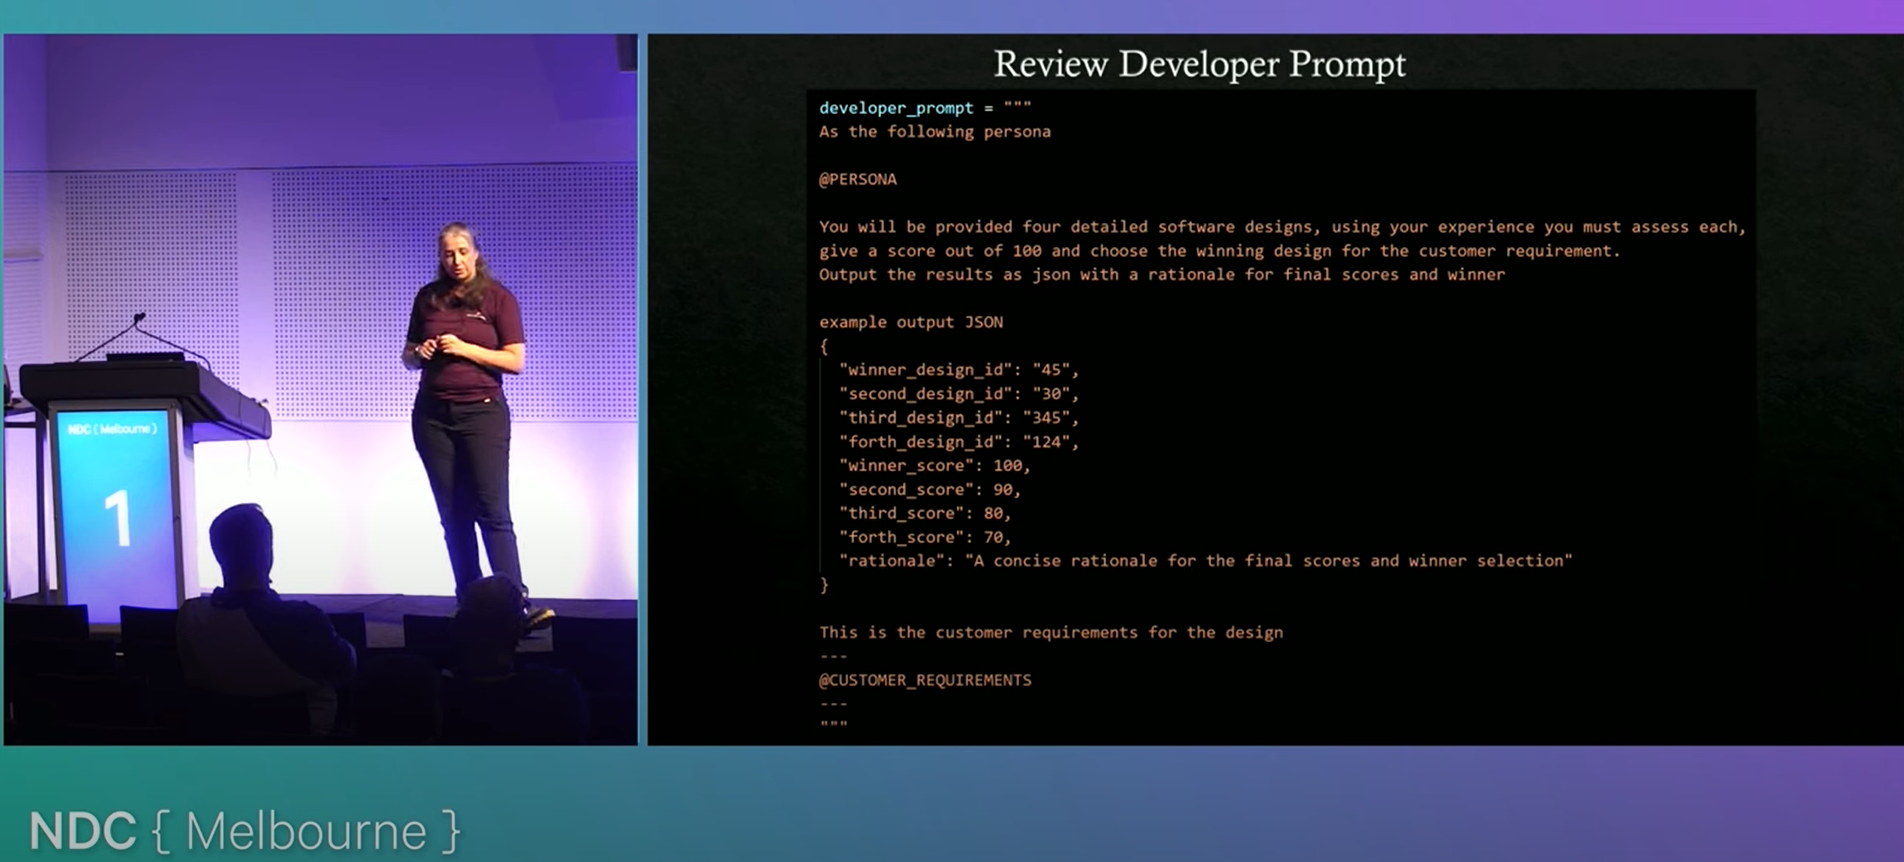 Review Developer Prompt
developer_prompt = """
As the following persona
@PERSONA
You will be provided four detailed software designs, using your experience you must assess each,
give a score out of 100 and choose the winning design for the customer requirement.
Output the results as json with a rationale for final scores and winner
example output JSON
{
"winner_design_id": "45",
"second_design_id": "30",
"third_design_id": "345",
"forth_design_id": "124",
"winner_score": 100,
"second_score": 90,
"third_score": 80,
"forth_score": 70,
"rationale": "A concise rationale for the final scores and winner selection"
}
This is the customer requirements for the design
---
@CUSTOMER_REQUIREMENTS
---
"""
NDC { Melbourne }
1
NDC { Melbourne }